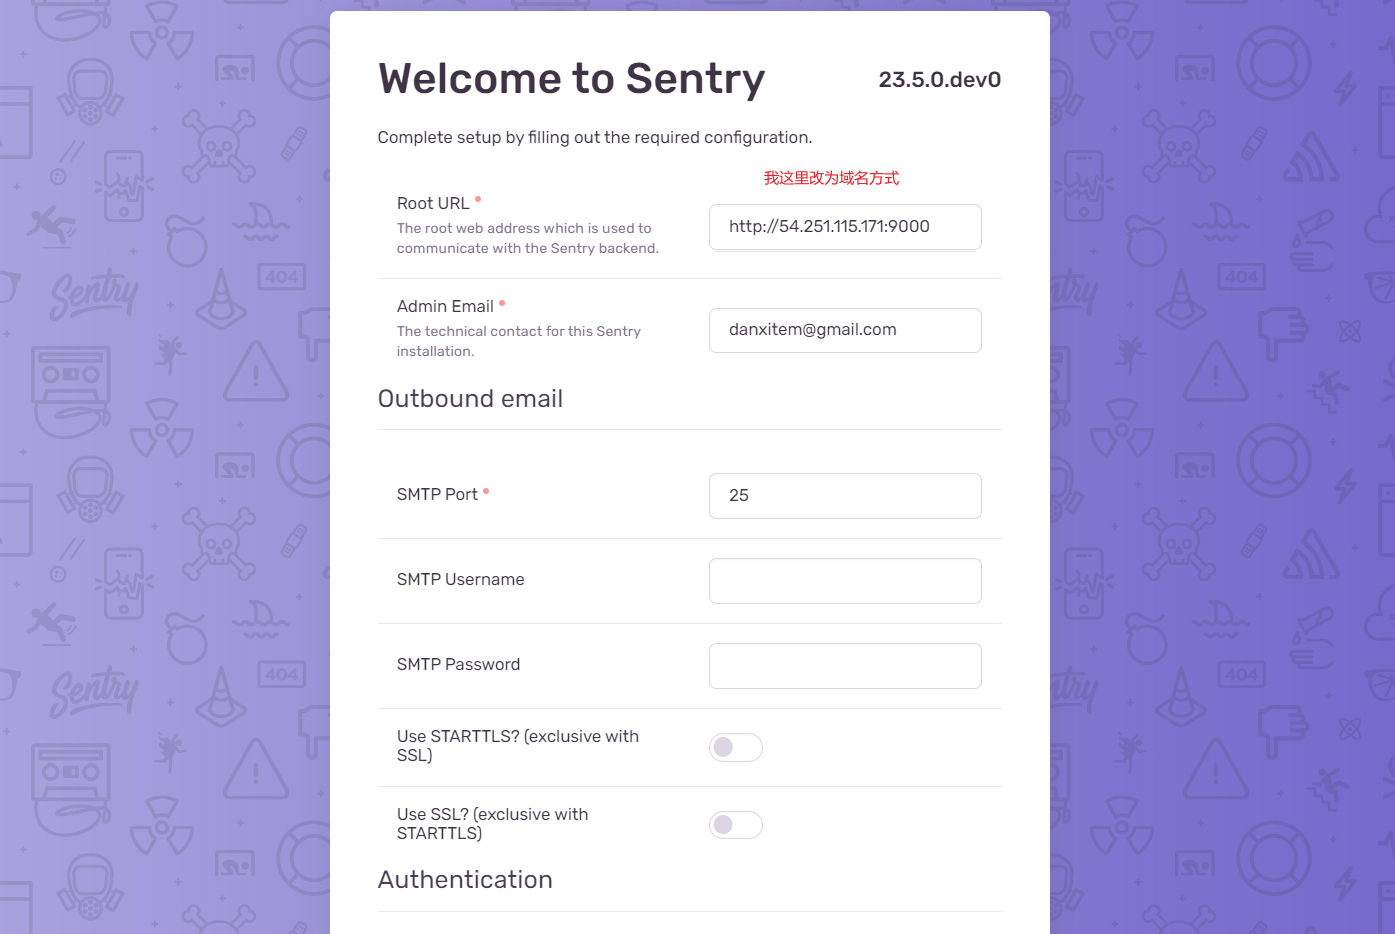 Welcome to Sentry
23.5.0.dev0
Complete setup by filling out the required configuration.
我这里改为域名方式
Root URL
The root web address which is used to
communicate with the Sentry backend.
http://54.251.115.171:9000
Admin Email
The technical contact for this Sentry
installation.
danxitem@gmail.com
Outbound email
SMTP Port
25
SMTP Username
SMTP Password
Use STARTTLS? (exclusive with
SSL)
Use SSL? (exclusive with
STARTTLS)
Authentication
404
Sentry
404
Sentry
404
404